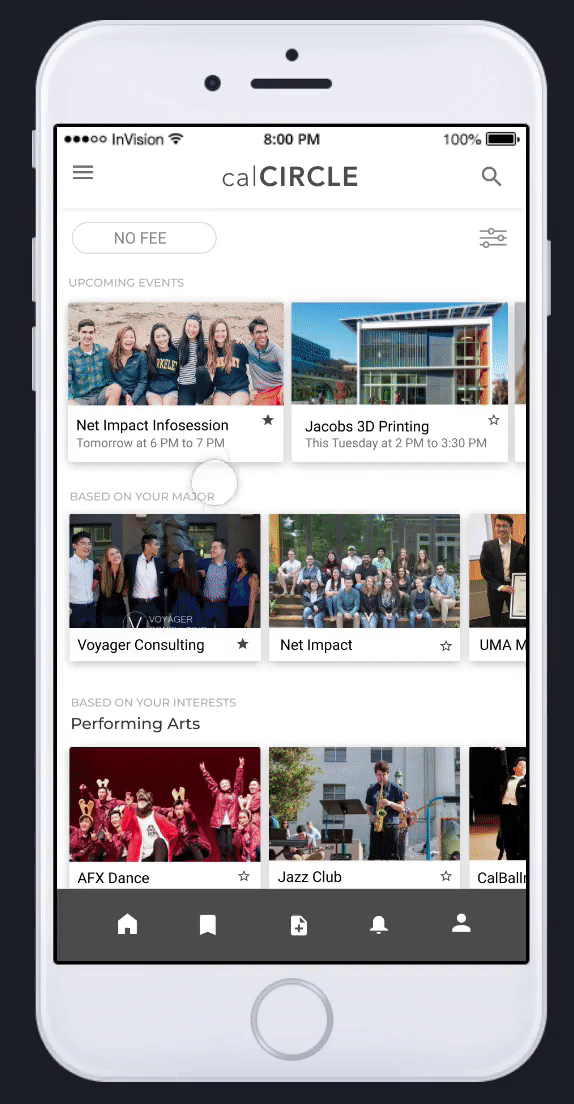 InVision
8:00 PM
100%
calCIRCLE
NO FEE
UPCOMING EVENTS
Net Impact Infosession
Tomorrow at 6 PM to 7 PM
Jacobs 3D Printing
This Tuesday at 2 PM to 3:30 PM
BASED ON YOUR MAJOR
V VOYAGER
Voyager Consulting
Net Impact
UMA M
BASED ON YOUR INTERESTS
Performing Arts
AFX Dance
Jazz Club
CalBallr